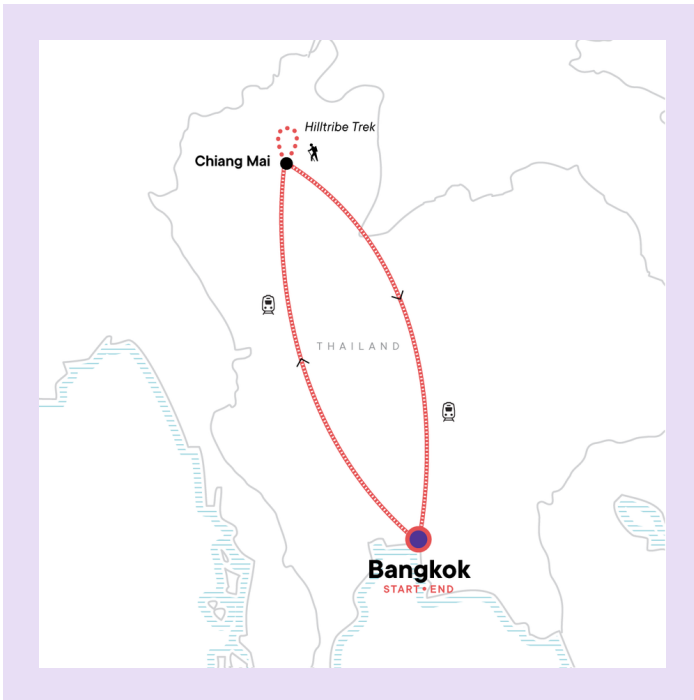 Hilltribe Trek
Chiang Mai
THAILAND
Bangkok
START • END